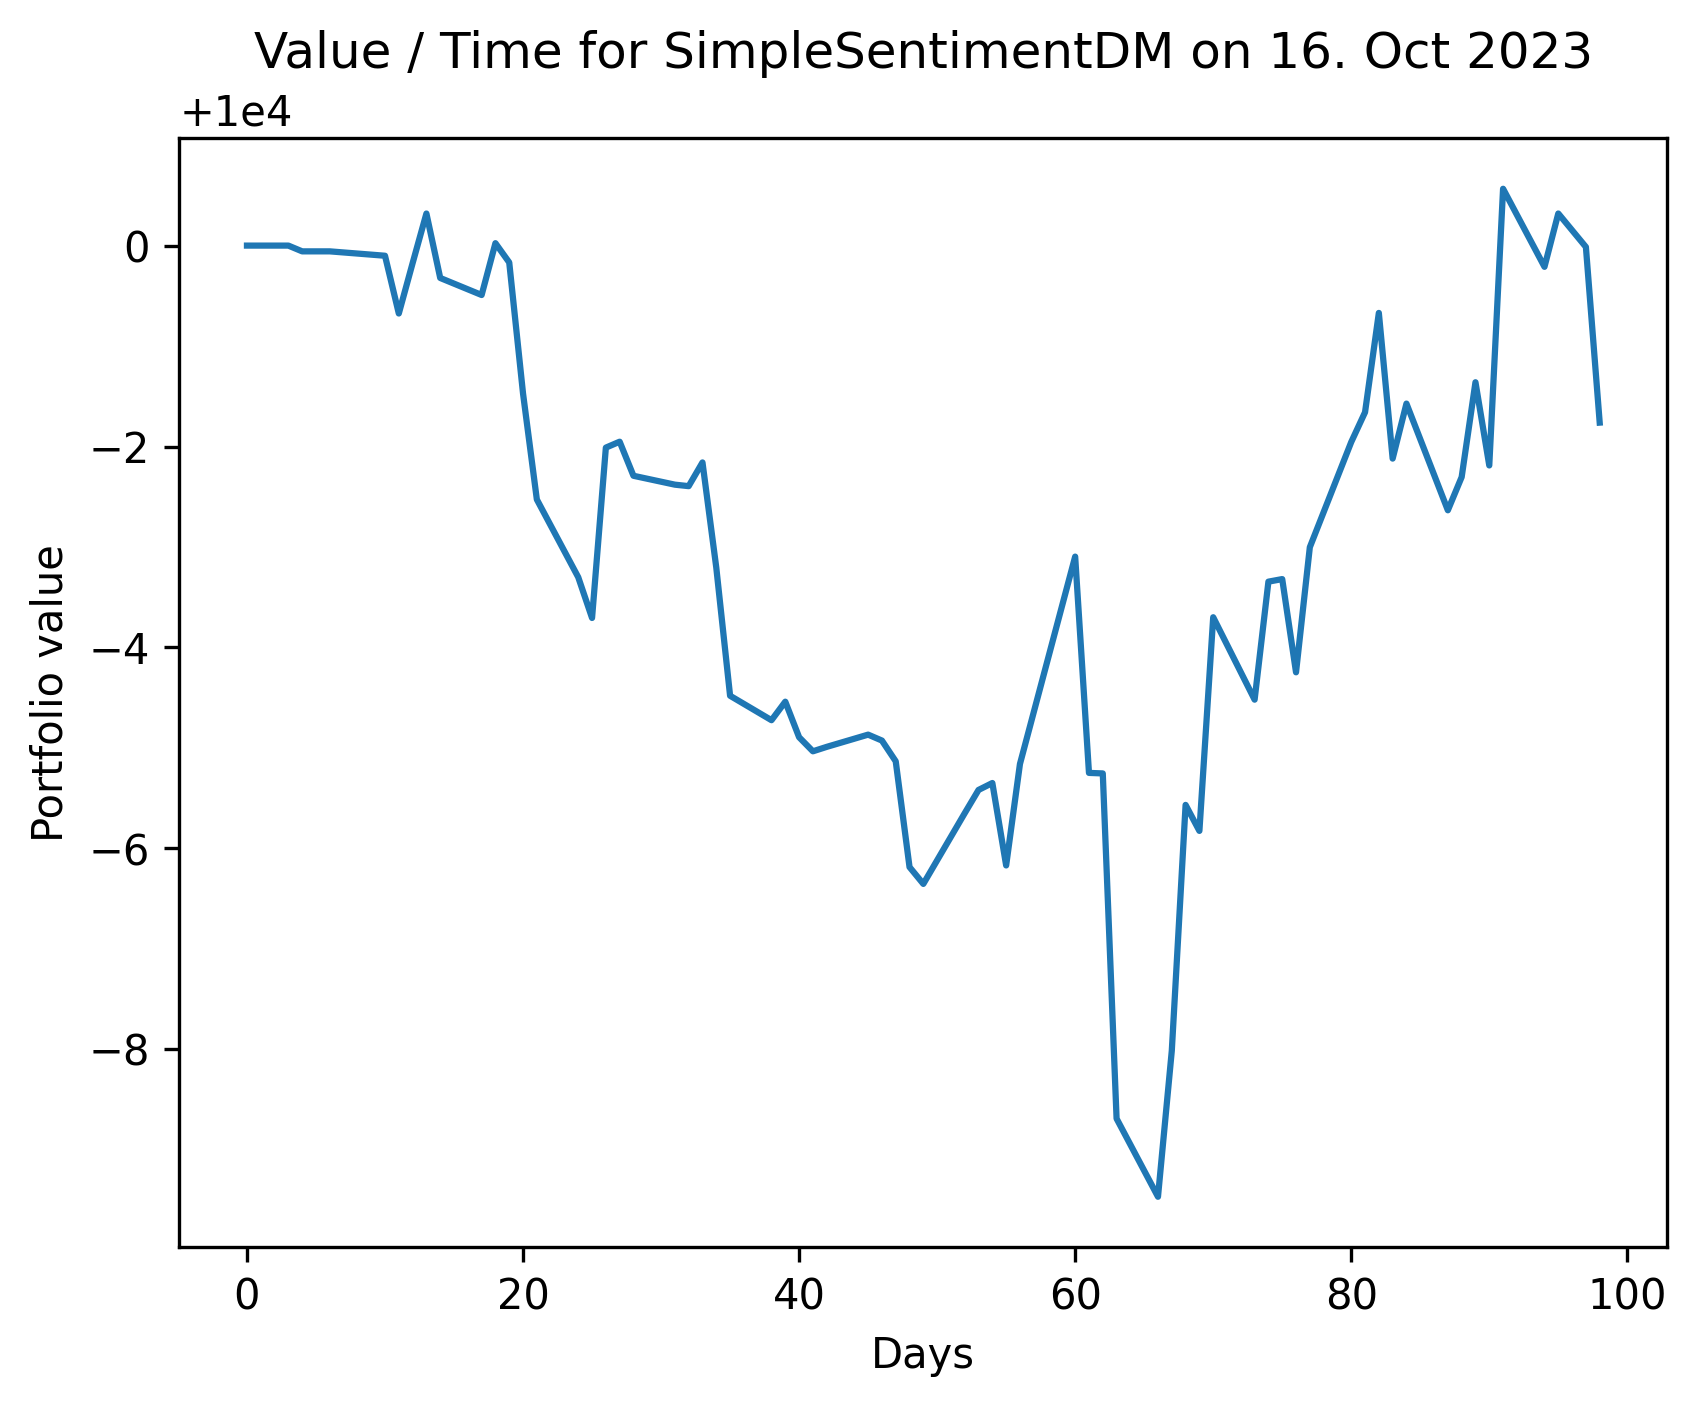 Value / Time for SimpleSentimentDM on 16. Oct 2023
+1e4
0
−2
−4
−6
−8
Portfolio value
0 20 40 60 80 100
Days